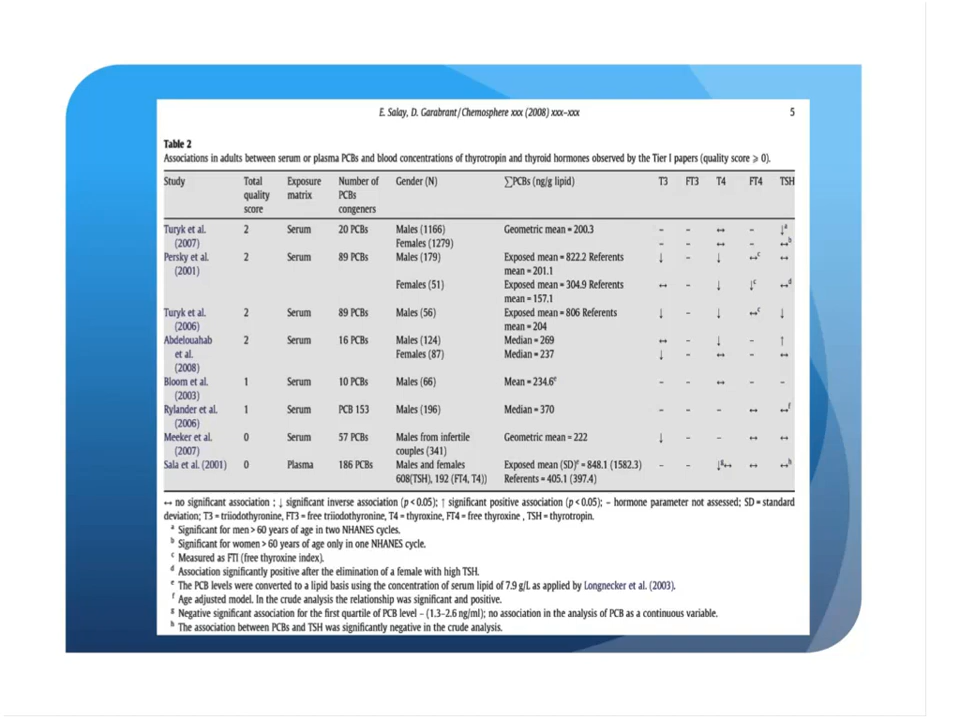 E. Salay, D. Garabrant / Chemosphere xxx (2008) xxx–xxx 5
Table 2
Associations in adults between serum or plasma PCBs and blood concentrations of thyrotropin and thyroid hormones observed by the Tier I papers (quality score ⩾ 0).
Study Total Exposure Number of Gender (N) ∑PCBs (ng/g lipid) T3 FT3 T4 FT4 TSH
quality matrix PCBs
score congeners
Turyk et al. 2 Serum 20 PCBs Males (1166) Geometric mean = 200.3 – – ↔ – ↓a
(2007) Females (1279) – – ↔ – ↔b
Persky et al. 2 Serum 89 PCBs Males (179) Exposed mean = 822.2 Referents ↓ – ↓ ↔c ↔
(2001) mean = 201.1
Females (51) Exposed mean = 304.9 Referents ↔ – ↓ ↓c ↔d
mean = 157.1
Turyk et al. 2 Serum 89 PCBs Males (56) Exposed mean = 806 Referents ↓ – ↓ ↔c ↓
(2006) mean = 204
Abdelouahab 2 Serum 16 PCBs Males (124) Median = 269 ↔ – ↓ – ↑
et al. Females (87) Median = 237 ↓ – ↔ – ↔
(2008)
Bloom et al. 1 Serum 10 PCBs Males (66) Mean = 234.6e – – ↔ – –
(2003)
Rylander et al. 1 Serum PCB 153 Males (196) Median = 370 – – – ↔ ↔f
(2006)
Meeker et al. 0 Serum 57 PCBs Males from infertile Geometric mean = 222 ↓ – – ↔ ↔
(2007) couples (341)
Sala et al. (2001) 0 Plasma 186 PCBs Males and females Exposed mean (SD)e = 848.1 (1582.3) – – ↓g↔ ↔ ↔h
608(TSH), 192 (FT4, T4)) Referents = 405.1 (397.4)
↔ no significant association ; ↓ significant inverse association (p < 0.05); ↑ significant positive association (p < 0.05); – hormone parameter not assessed; SD = standard
deviation; T3 = triiodothyronine, FT3 = free triiodothyronine, T4 = thyroxine, FT4 = free thyroxine , TSH = thyrotropin.
a Significant for men > 60 years of age in two NHANES cycles.
b Significant for women > 60 years of age only in one NHANES cycle.
c Measured as FTI (free thyroxine index).
d Association significantly positive after the elimination of a female with high TSH.
e The PCB levels were converted to a lipid basis using the concentration of serum lipid of 7.9 g/L as applied by Longnecker et al. (2003).
f Age adjusted model. In the crude analysis the relationship was significant and positive.
g Negative significant association for the first quartile of PCB level – (1.3–2.6 ng/ml); no association in the analysis of PCB as a continuous variable.
h The association between PCBs and TSH was significantly negative in the crude analysis.